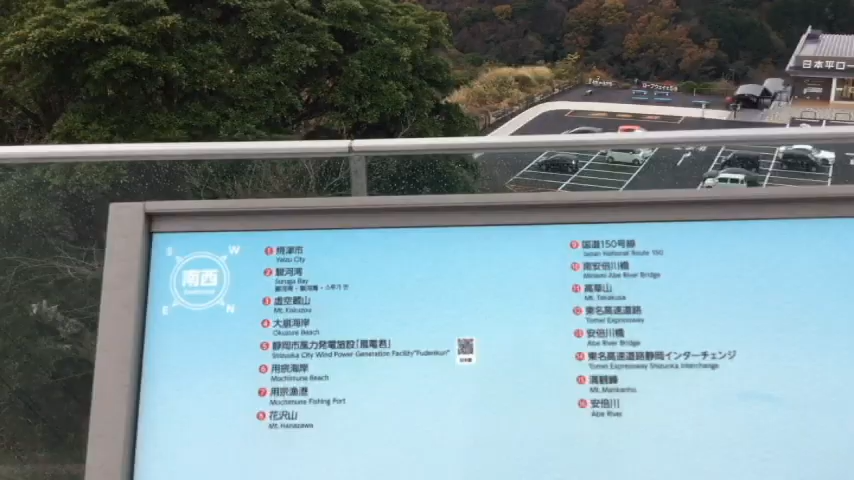 日本平ロー
S
W
南西
E
N
1 焼津市
Yaizu City
2 駿河湾
Suruga Bay
3 虚空蔵山
Mt. Kokuzou
4 大崩海岸
Okuzure Beach
5 静岡市風力発電施設「風電君」
Shizuoka City Wind Power Generation Facility"Fudenkun"
6 用宗海岸
Mochimune Beach
7 用宗漁港
Mochimune Fishing Port
8 花沢山
Mt. Hanazawa
9 国道150号線
Japan National Route 150
10 南安倍川橋
Minami Abe River Bridge
11 高草山
Mt. Takakusa
12 東名高速道路
Tomei Expressway
13 安倍川橋
Abe River Bridge
14 東名高速道路静岡インターチェンジ
Tomei Expressway Shizuoka Interchange
15 満観峰
Mt. Mankanho
16 安倍川
Abe River